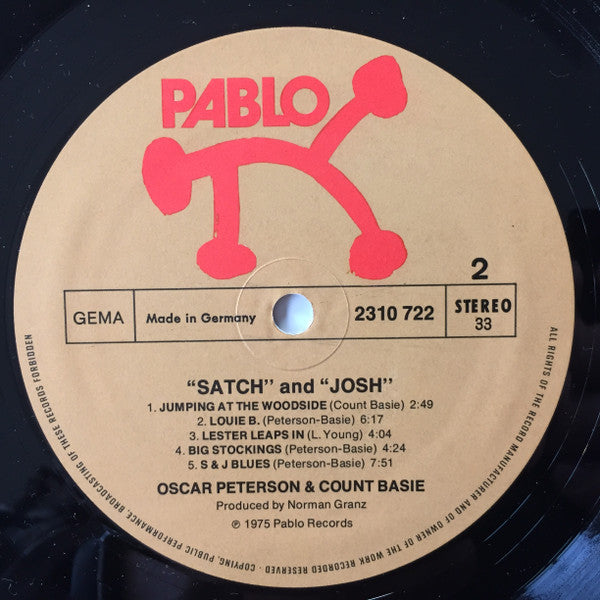 PABLO
2
GEMA
Made in Germany
2310 722
STEREO
33
“SATCH” and “JOSH”
1. JUMPING AT THE WOODSIDE (Count Basie) 2:49
2. LOUIE B. (Peterson-Basie) 6:17
3. LESTER LEAPS IN (L. Young) 4:04
4. BIG STOCKINGS (Peterson-Basie) 4:24
5. S & J BLUES (Peterson-Basie) 7:51
OSCAR PETERSON & COUNT BASIE
Produced by Norman Granz
℗ 1975 Pablo Records
ALL RIGHTS OF THE RECORD MANUFACTURER AND OF OWNER OF THE WORK RECORDED RESERVED - COPYING, PUBLIC PERFORMANCE, BROADCASTING OF THESE RECORDS FORBIDDEN